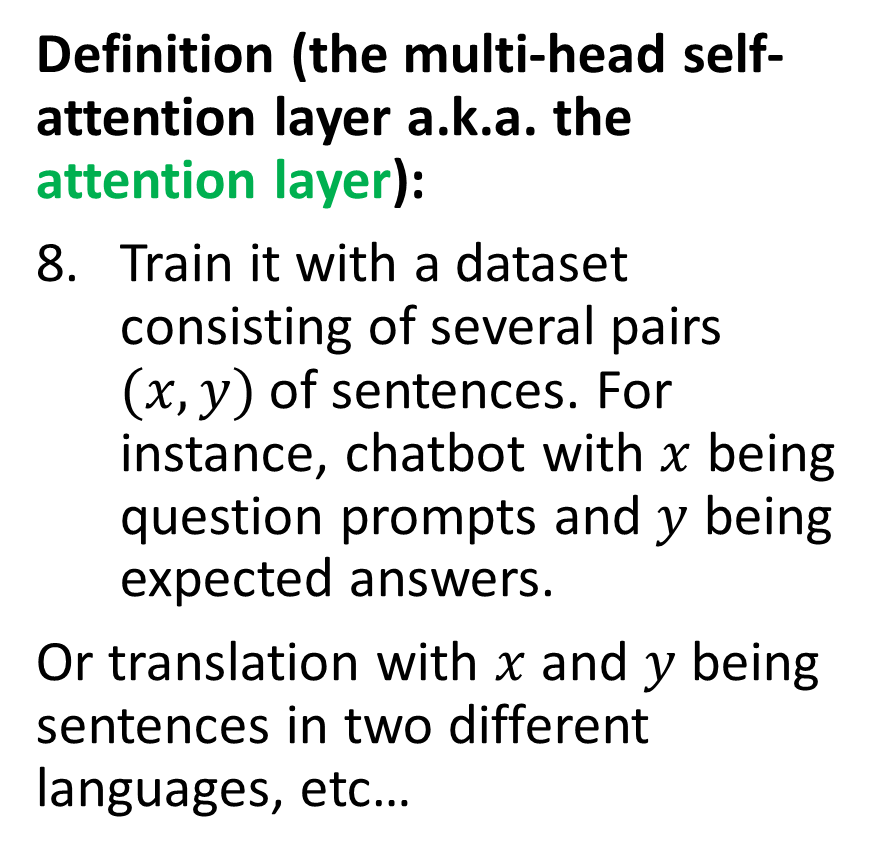 Definition (the multi-head self-
attention layer a.k.a. the
attention layer):
8. Train it with a dataset
consisting of several pairs
(x, y) of sentences. For
instance, chatbot with x being
question prompts and y being
expected answers.
Or translation with x and y being
sentences in two different
languages, etc…